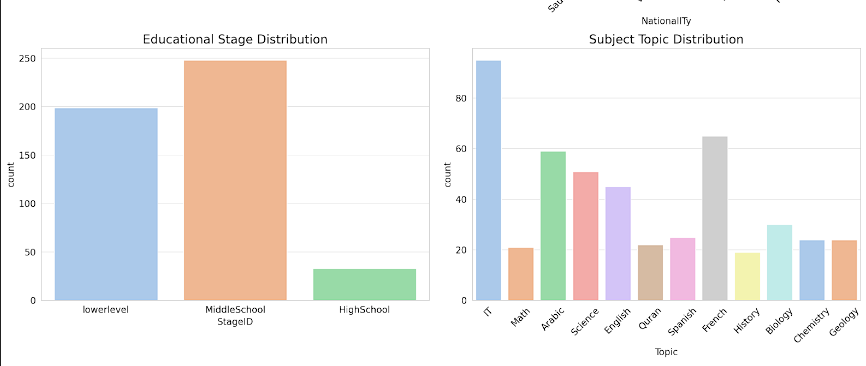 NationalITy
Educational Stage Distribution
Subject Topic Distribution
count
250
200
150
100
50
0
lowerlevel MiddleSchool HighSchool
StageID
count
80
60
40
20
0
IT Math Arabic Science English Quran Spanish French History Biology Chemistry Geology
Topic